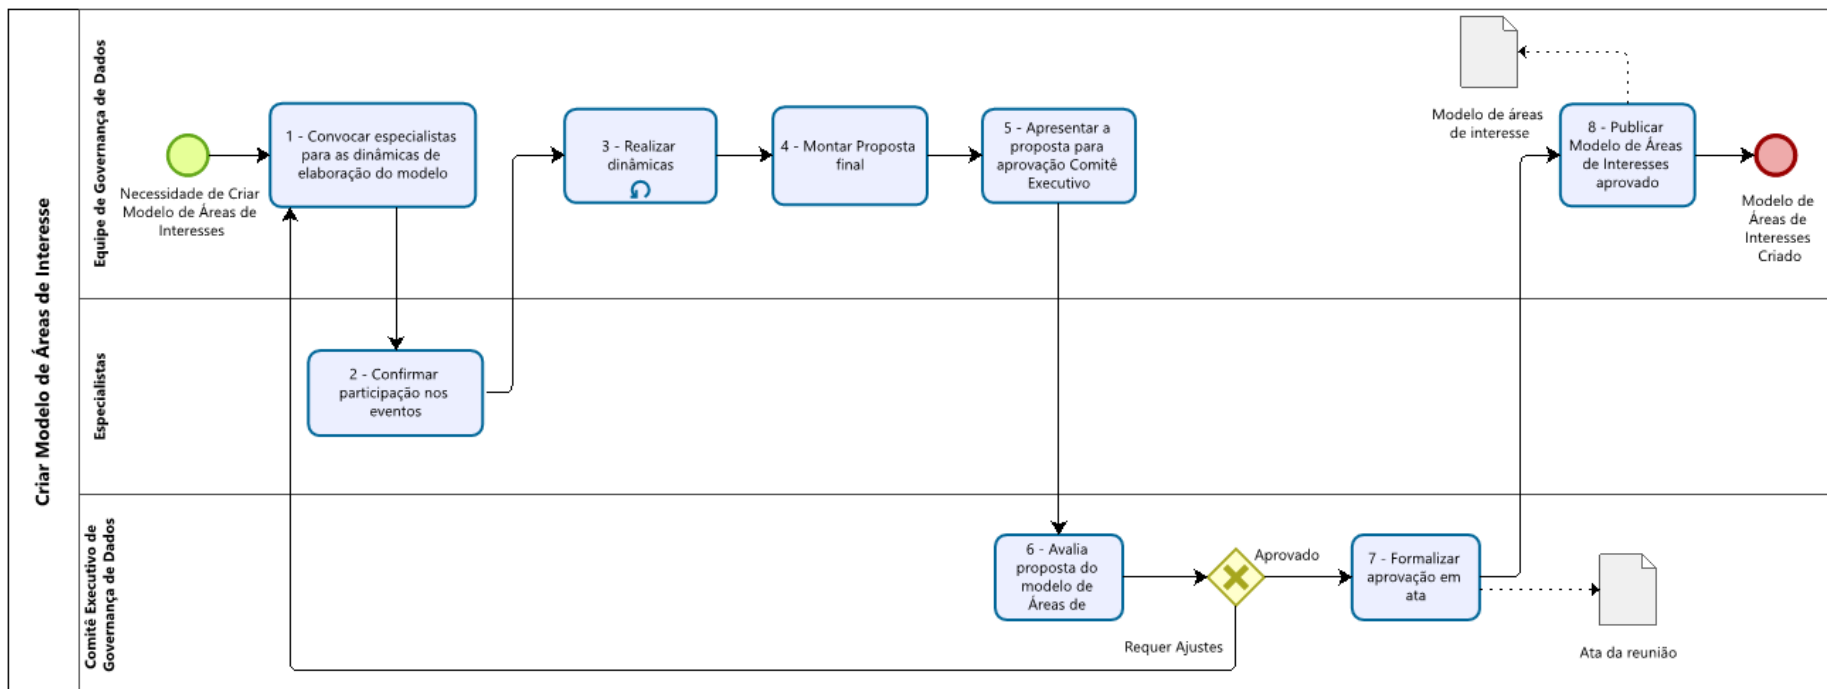 Criar Modelo de Áreas de Interesse
Equipe de Governança de Dados
Necessidade de Criar
Modelo de Áreas de
Interesses
1 - Convocar especialistas
para as dinâmicas de
elaboração do modelo
3 - Realizar
dinâmicas
4 - Montar Proposta
final
5 - Apresentar a
proposta para
aprovação Comitê
Executivo
Modelo de áreas
de interesse
8 - Publicar
Modelo de Áreas
de Interesses
aprovado
Modelo de
Áreas de
Interesses
Criado
Especialistas
2 - Confirmar
participação nos
eventos
Comitê Executivo de
Governança de Dados
6 - Avalia
proposta do
modelo de
Áreas de
Aprovado
Requer Ajustes
7 - Formalizar
aprovação em
ata
Ata da reunião